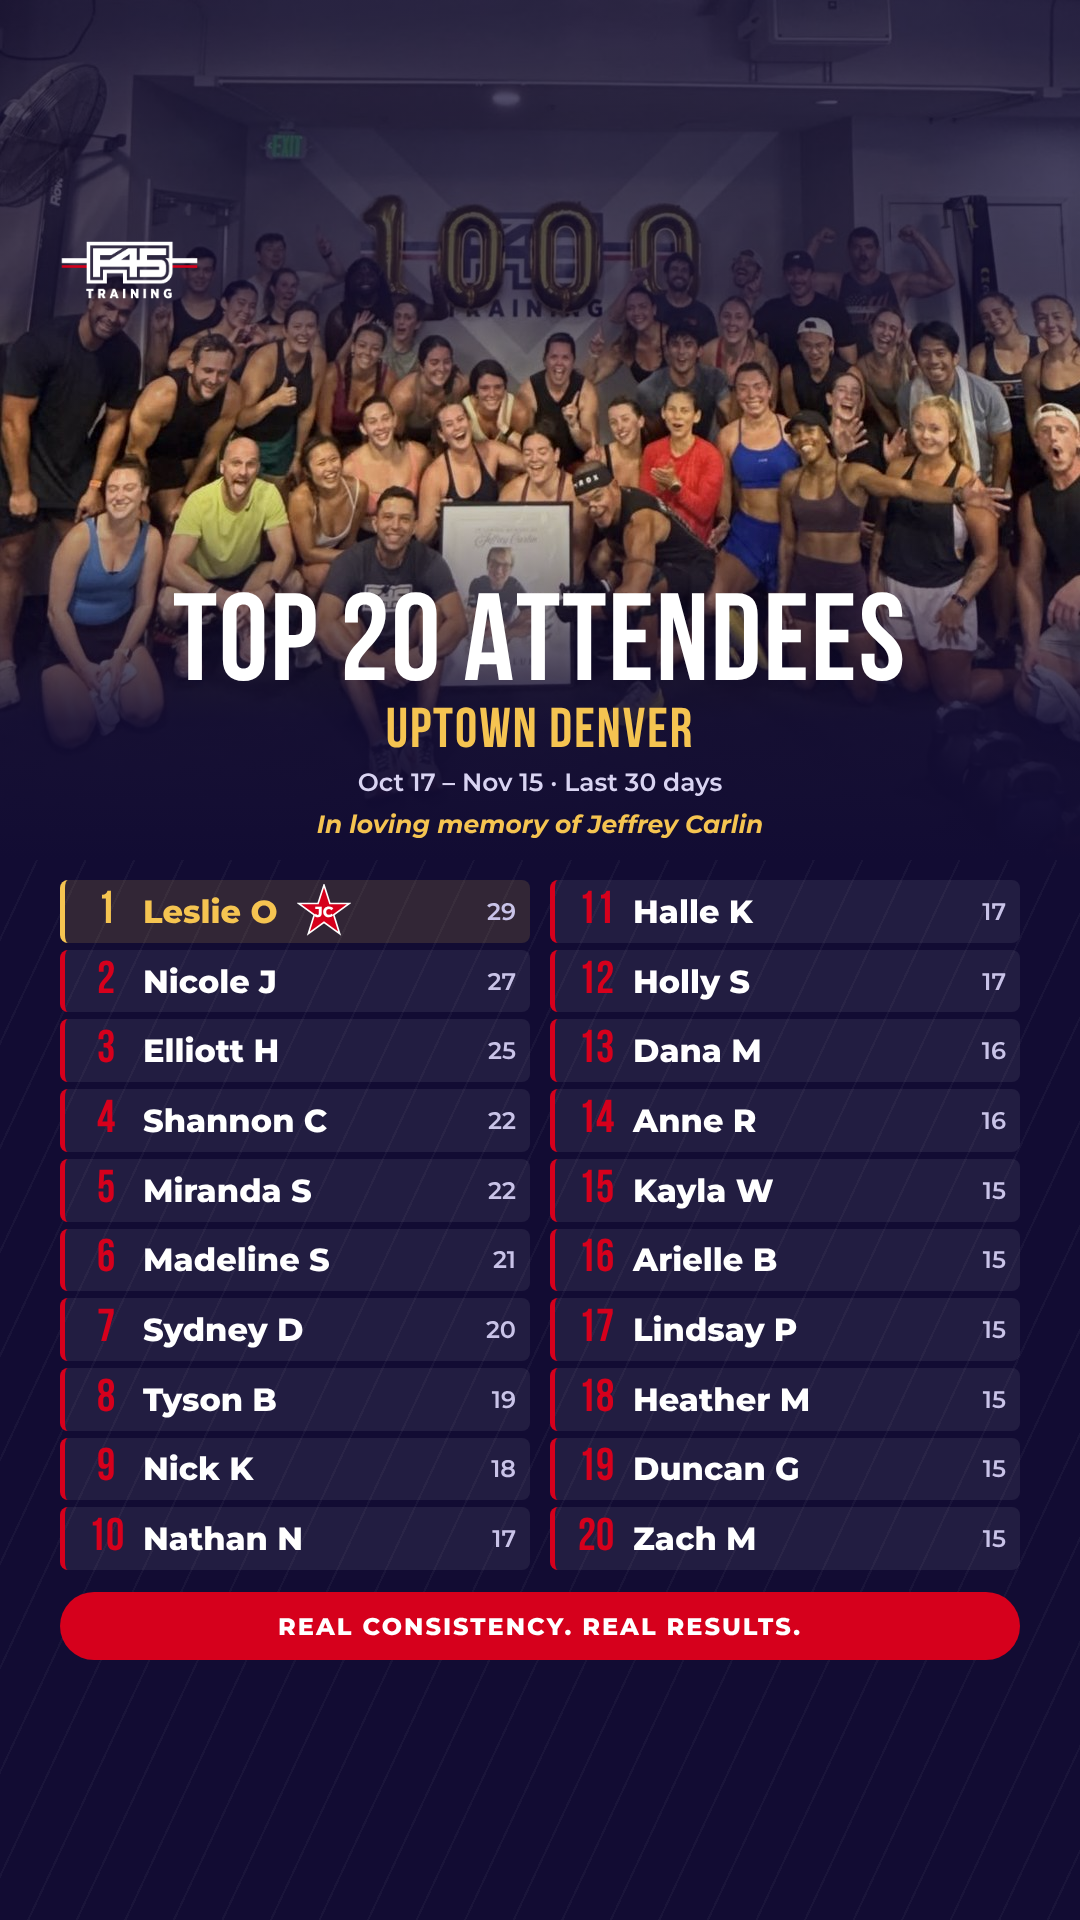 EXIT
1000
F45
TRAINING
TRAINING
Jeffrey Carlin
TOP 20 ATTENDEES
UPTOWN DENVER
Oct 17 – Nov 15 · Last 30 days
In loving memory of Jeffrey Carlin
1 Leslie O JC 29
2 Nicole J 27
3 Elliott H 25
4 Shannon C 22
5 Miranda S 22
6 Madeline S 21
7 Sydney D 20
8 Tyson B 19
9 Nick K 18
10 Nathan N 17
11 Halle K 17
12 Holly S 17
13 Dana M 16
14 Anne R 16
15 Kayla W 15
16 Arielle B 15
17 Lindsay P 15
18 Heather M 15
19 Duncan G 15
20 Zach M 15
REAL CONSISTENCY. REAL RESULTS.